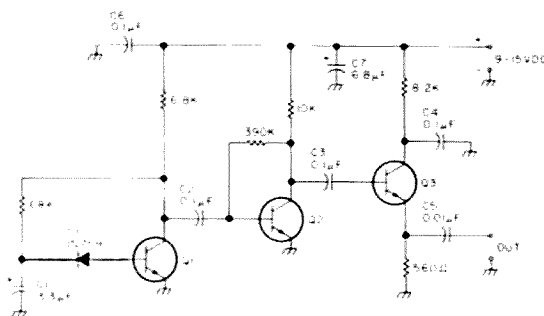 C6
0.1µF
6.8K
390K
10K
C7
6.8µF
8.2K
9-15VDC
C4
0.1µF
C3
0.1µF
C2
0.1µF
Q1
Q2
Q3
C5
0.01µF
OUT
560Ω
C1
3.3µF